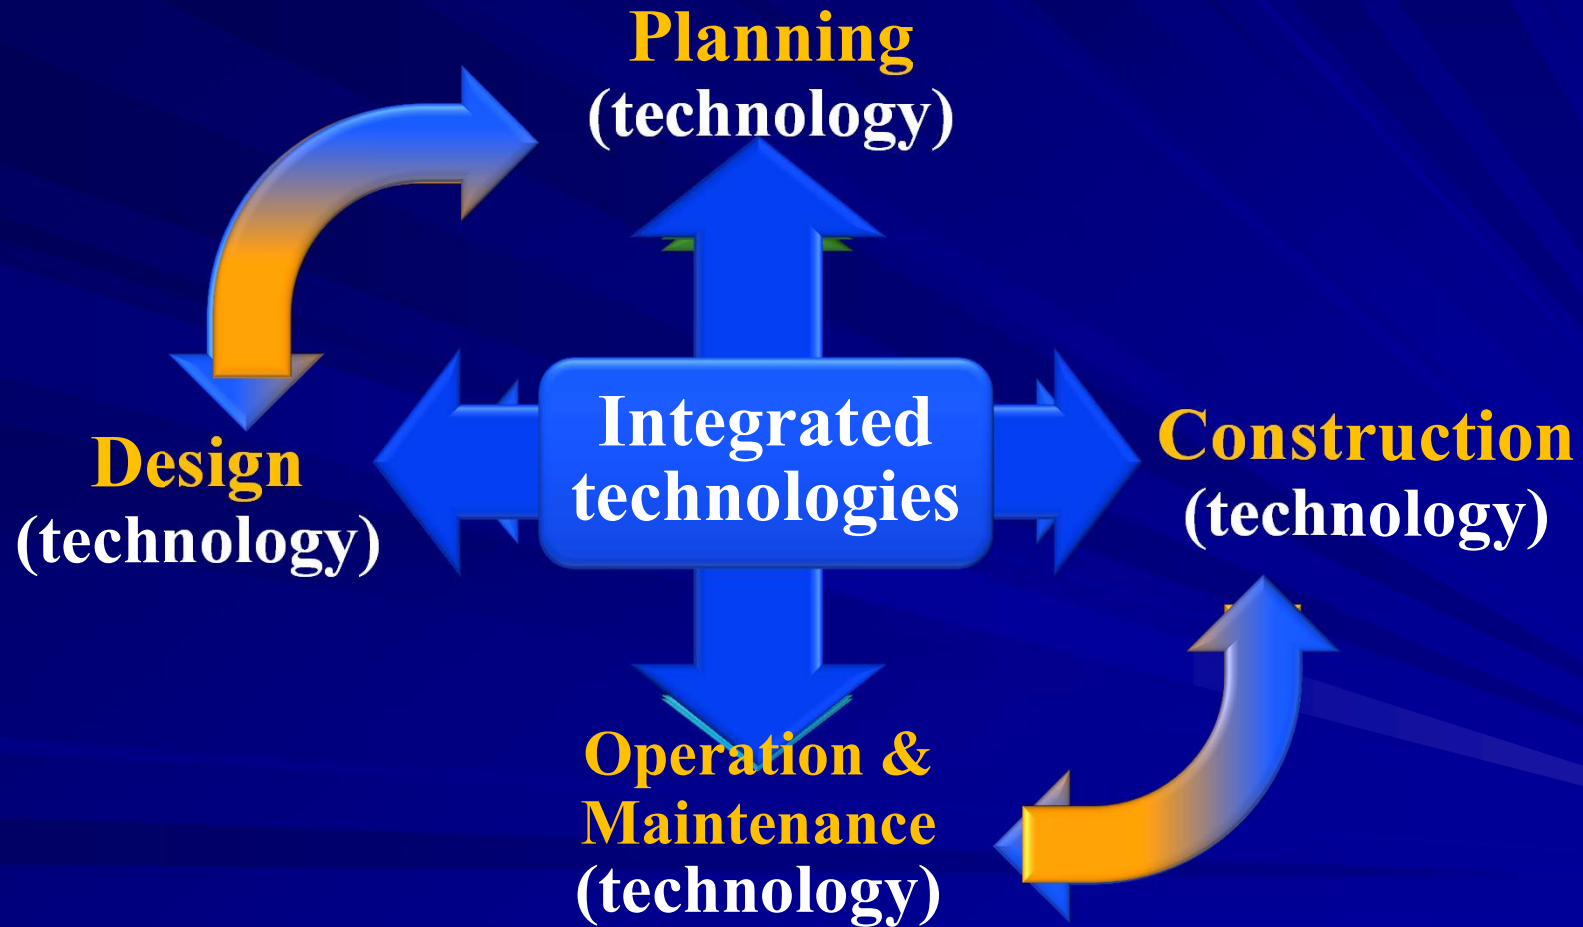 Planning
(technology)
Integrated
technologies
Design
(technology)
Construction
(technology)
Operation &
Maintenance
(technology)